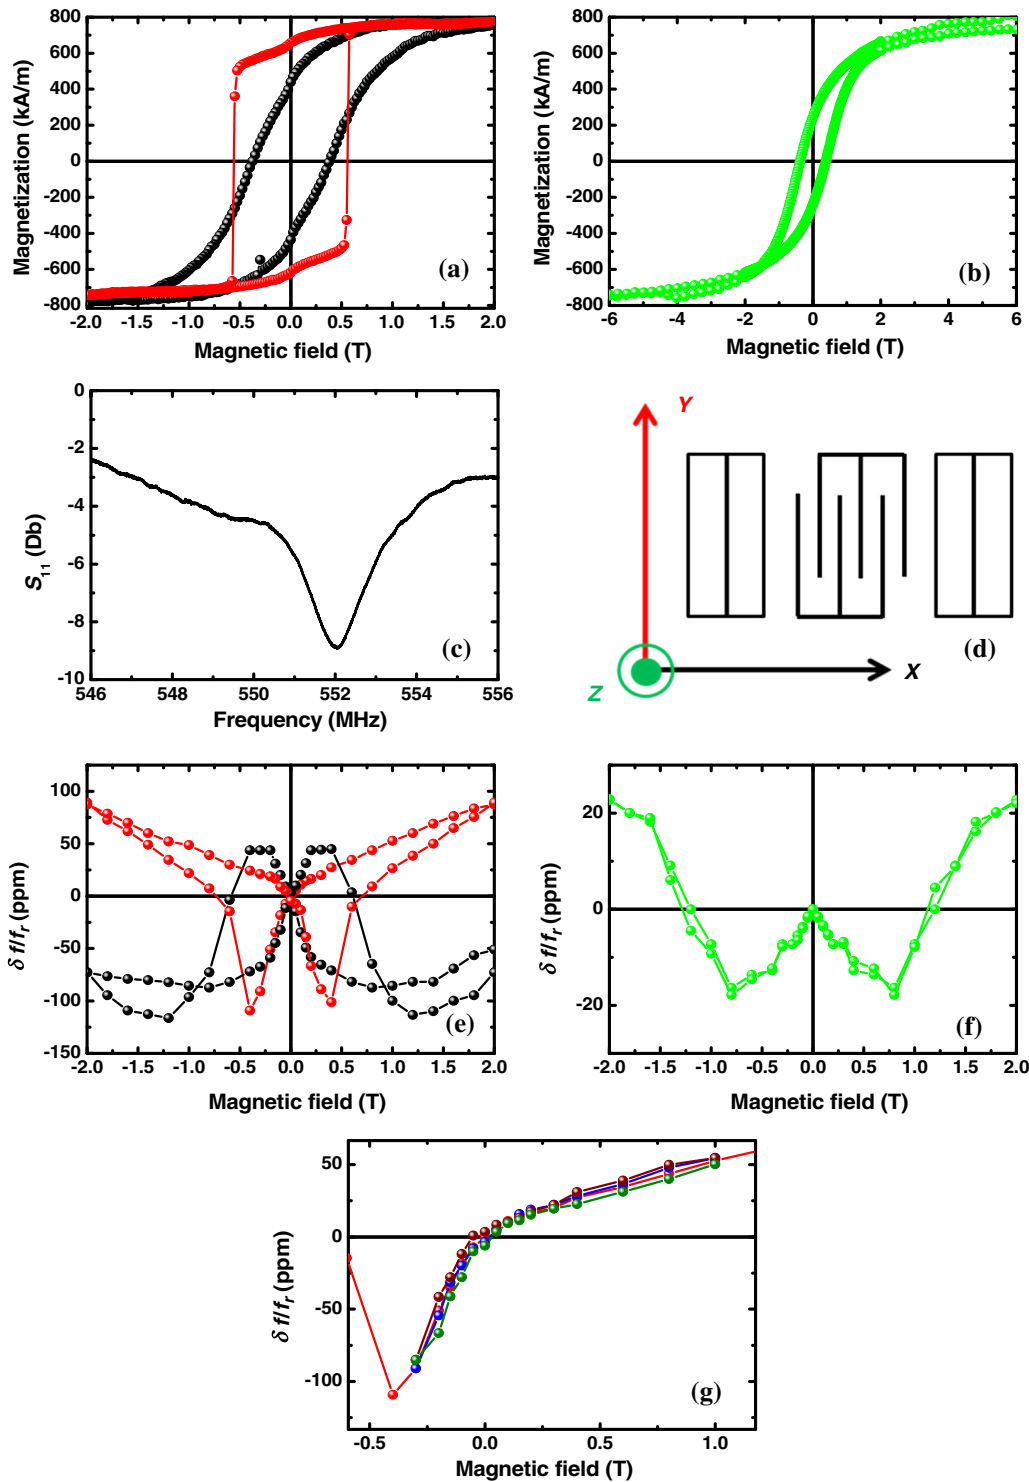 800
600
400
200
0
-200
-400
-600
-800
Magnetization (kA/m)
(a)
-2.0 -1.5 -1.0 -0.5 0.0 0.5 1.0 1.5 2.0
Magnetic field (T)
800
600
400
200
0
-200
-400
-600
-800
Magnetization (kA/m)
(b)
-6 -4 -2 0 2 4 6
Magnetic field (T)
0
-2
-4
-6
-8
-10
S11 (Db)
(c)
546 548 550 552 554 556
Frequency (MHz)
Y
X
Z
(d)
100
50
0
-50
-100
-150
δ f/fr (ppm)
(e)
-2.0 -1.5 -1.0 -0.5 0.0 0.5 1.0 1.5 2.0
Magnetic field (T)
20
0
-20
δ f/fr (ppm)
(f)
-2.0 -1.5 -1.0 -0.5 0.0 0.5 1.0 1.5 2.0
Magnetic field (T)
50
0
-50
-100
δ f/fr (ppm)
(g)
-0.5 0.0 0.5 1.0
Magnetic field (T)